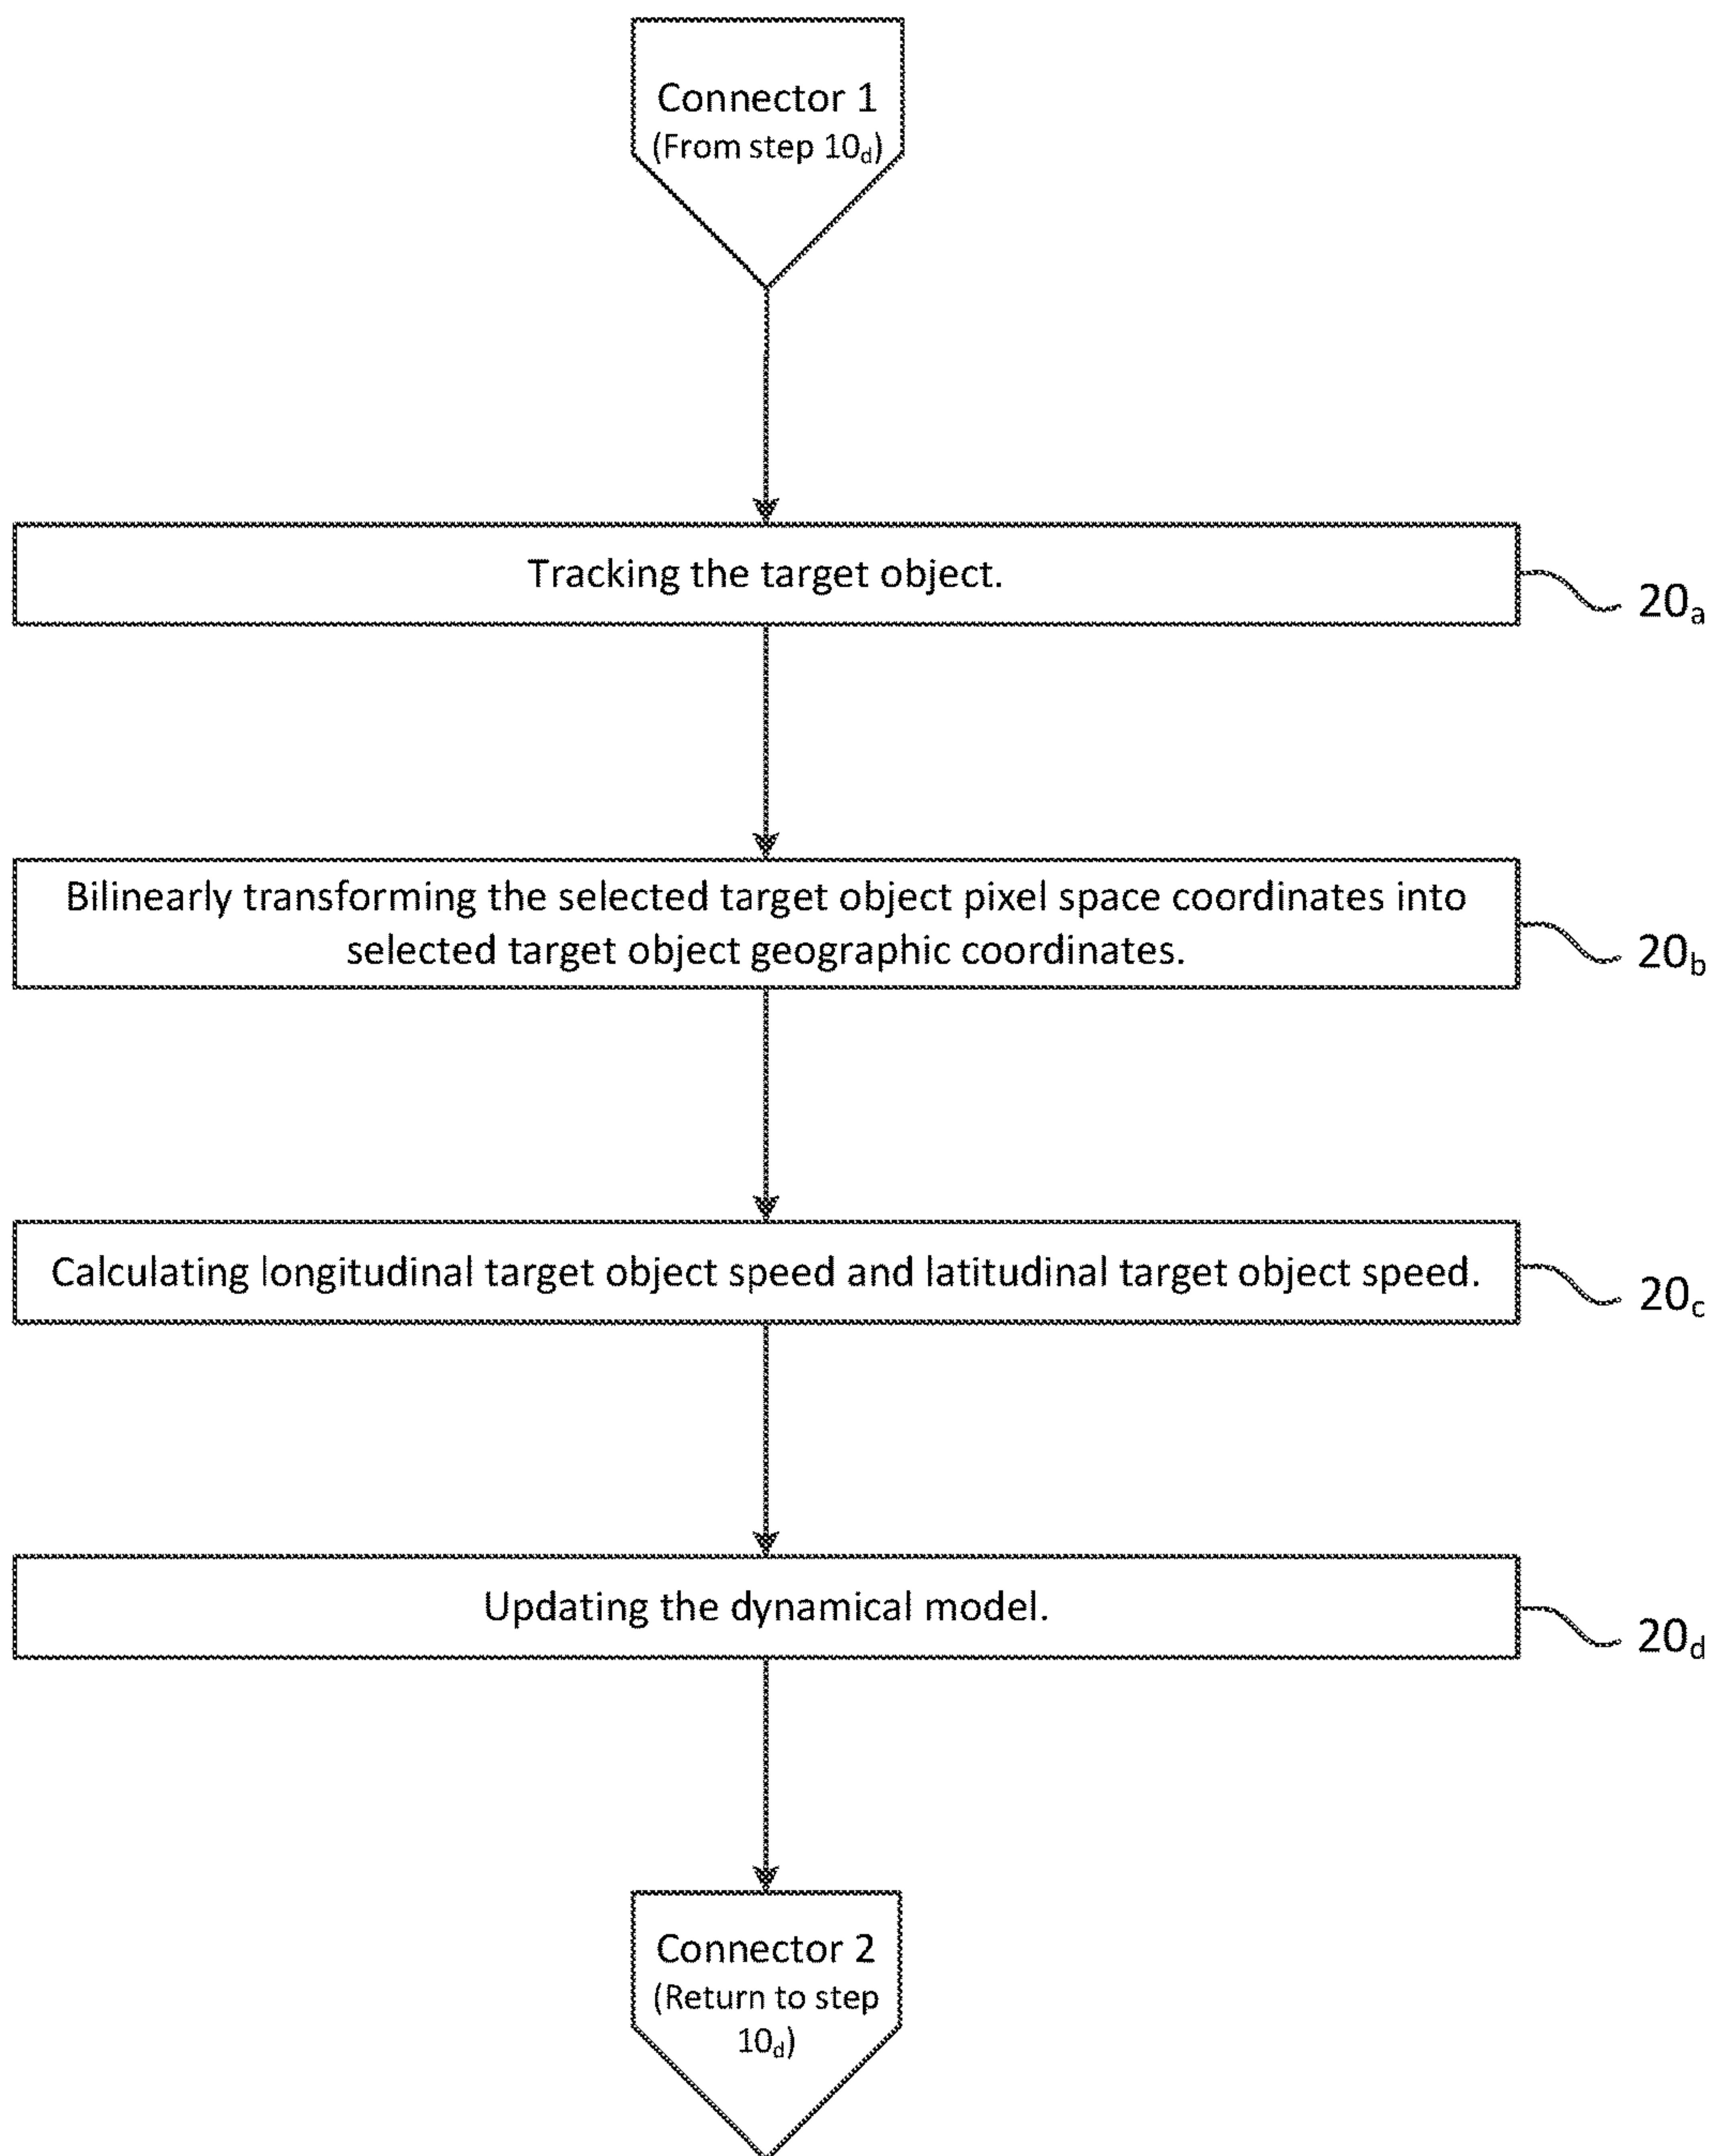 Connector 1
(From step 10d)
Tracking the target object.
20a
Bilinearly transforming the selected target object pixel space coordinates into
selected target object geographic coordinates.
20b
Calculating longitudinal target object speed and latitudinal target object speed.
20c
Updating the dynamical model.
20d
Connector 2
(Return to step
10d)